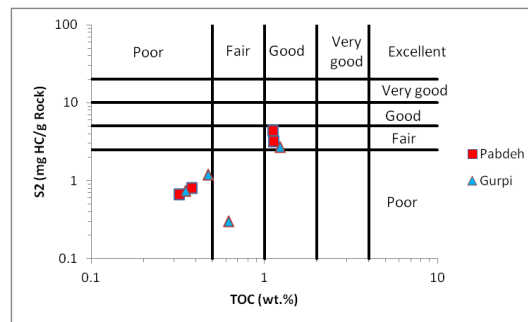 100
Poor
Fair
Good
Very
good
Excellent
Very good
10
Good
Fair
S2 (mg HC/g Rock)
Pabdeh
1
Gurpi
Poor
0.1
0.1
1
10
TOC (wt.%)